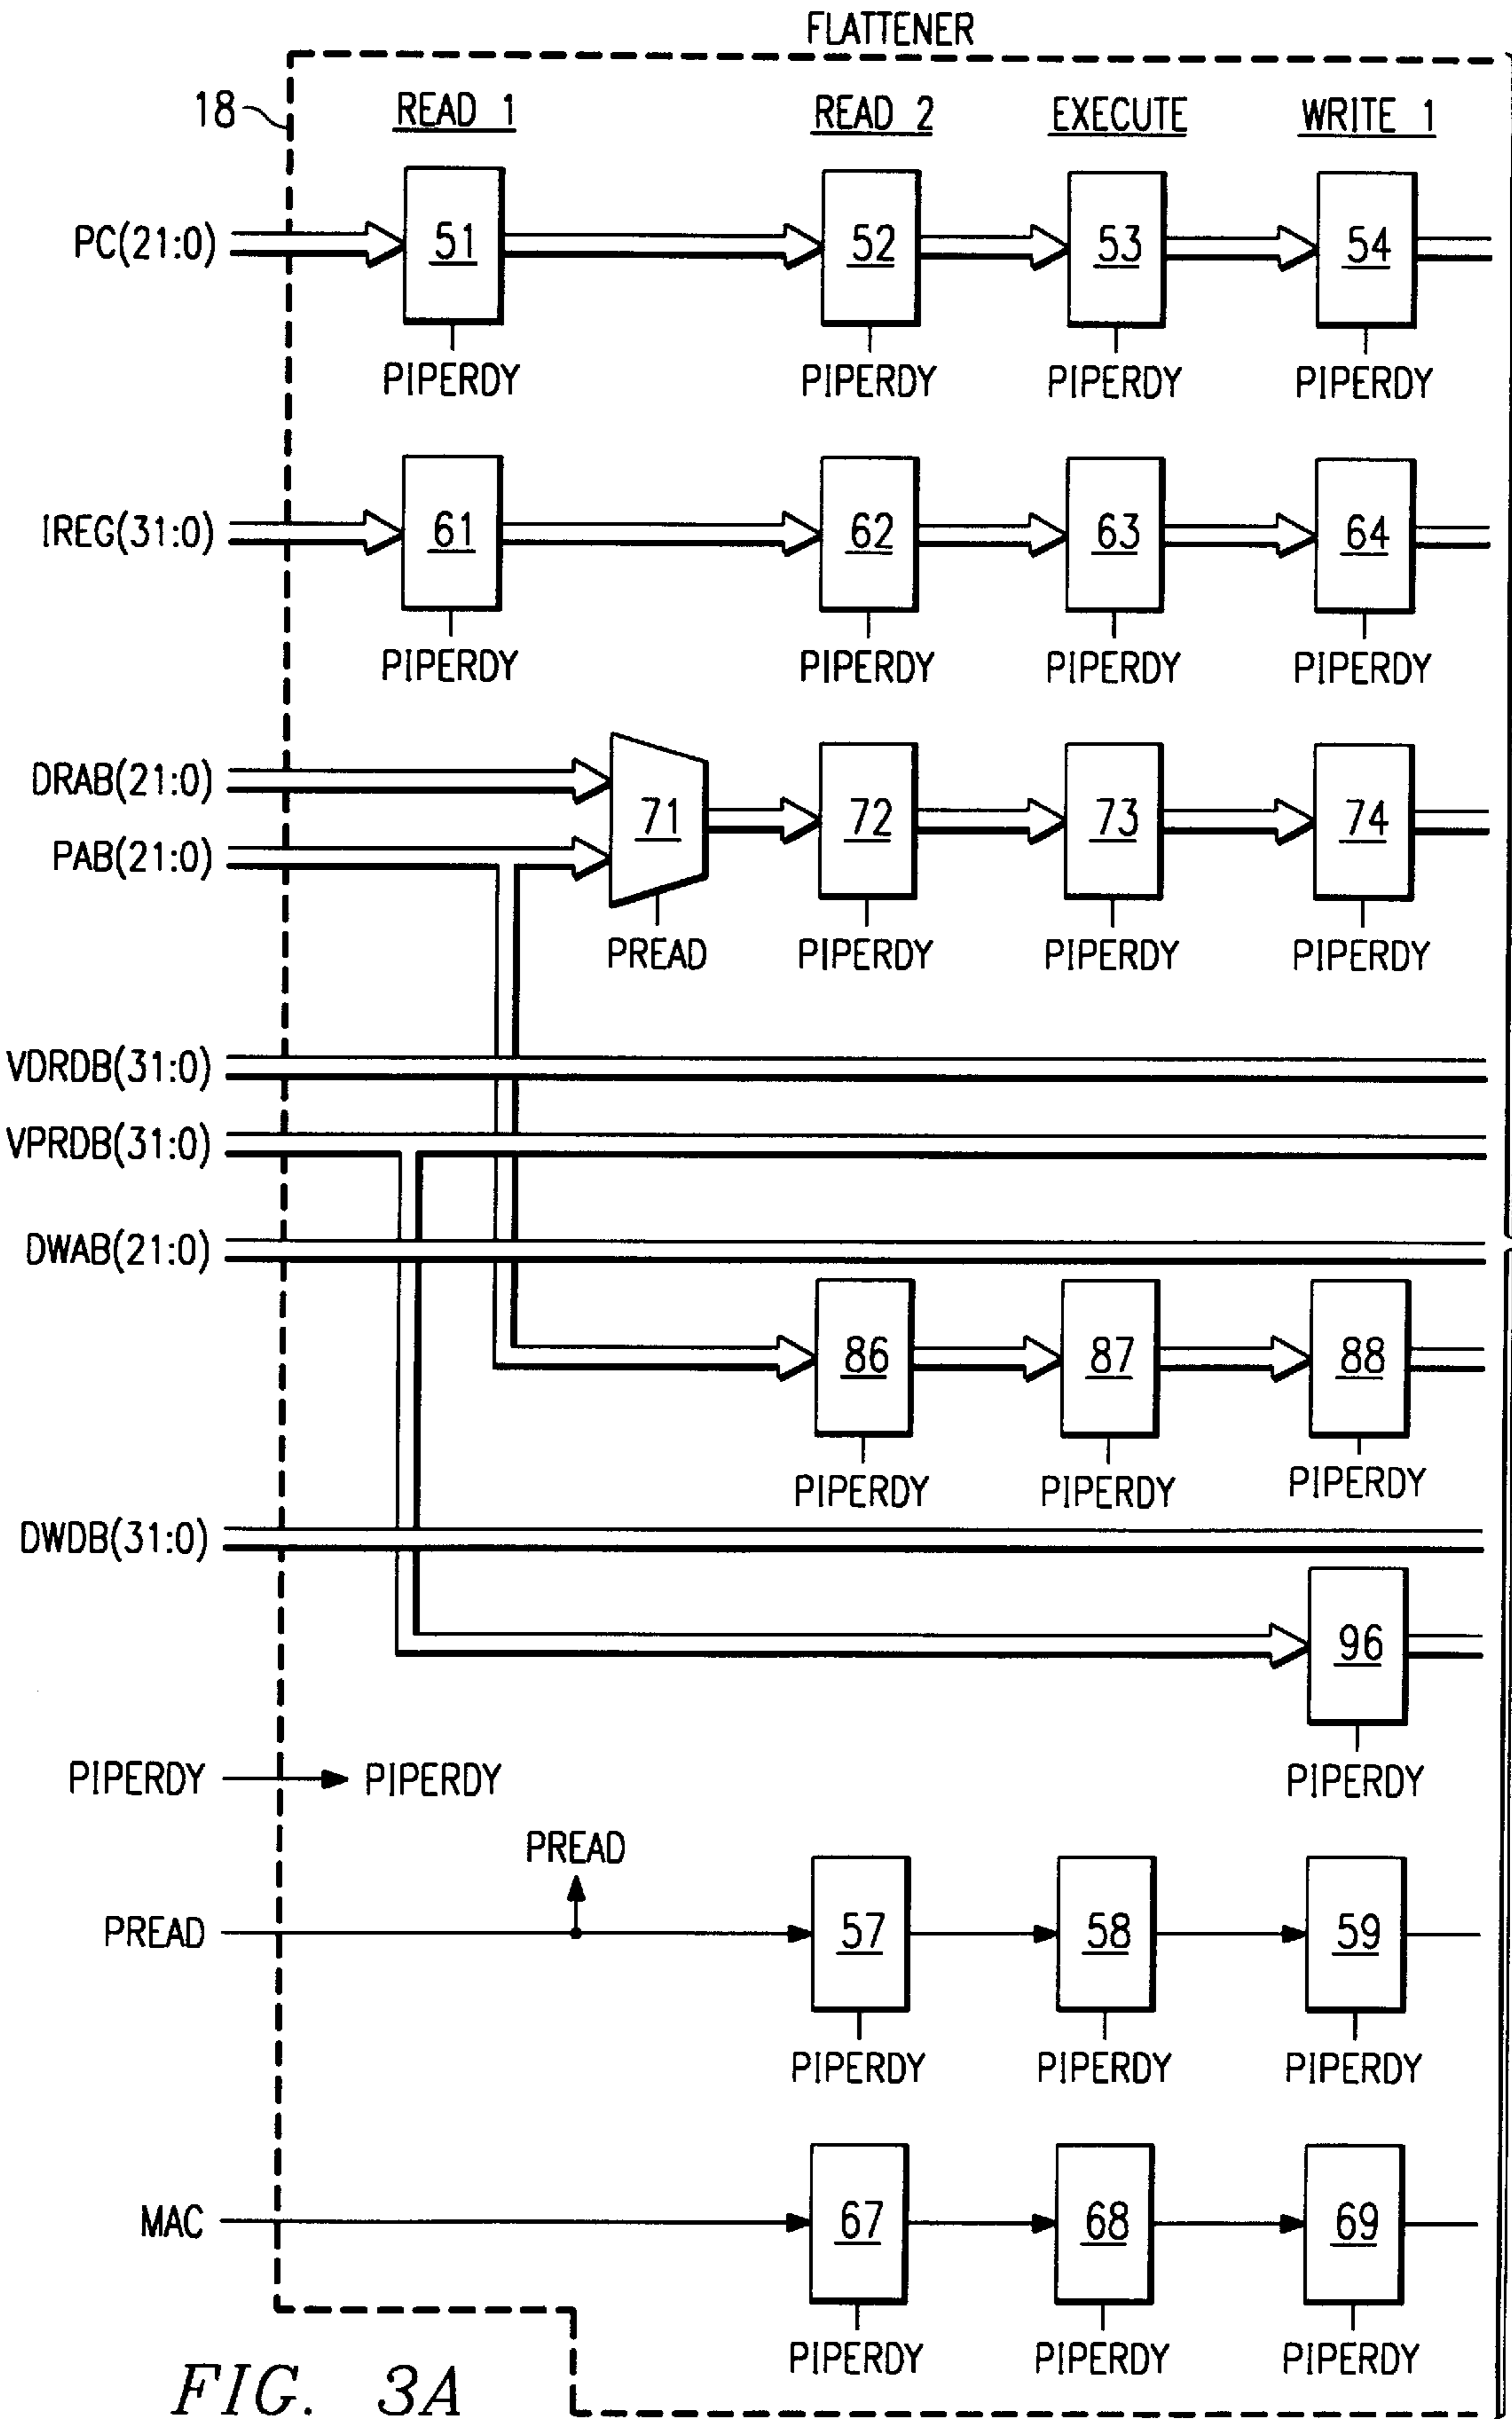 FLATTENER
18
READ 1 READ 2 EXECUTE WRITE 1
PC(21:0) 51 52 53 54
PIPERDY PIPERDY PIPERDY PIPERDY
IREG(31:0) 61 62 63 64
PIPERDY PIPERDY PIPERDY PIPERDY
DRAB(21:0)
71 72 73 74
PAB(21:0)
PREAD PIPERDY PIPERDY PIPERDY
VDRDB(31:0)
VPRDB(31:0)
DWAB(21:0)
86 87 88
PIPERDY PIPERDY PIPERDY
DWDB(31:0)
96
PIPERDY PIPERDY PIPERDY
PREAD
PREAD 57 58 59
PIPERDY PIPERDY PIPERDY
MAC 67 68 69
PIPERDY PIPERDY PIPERDY
FIG. 3A